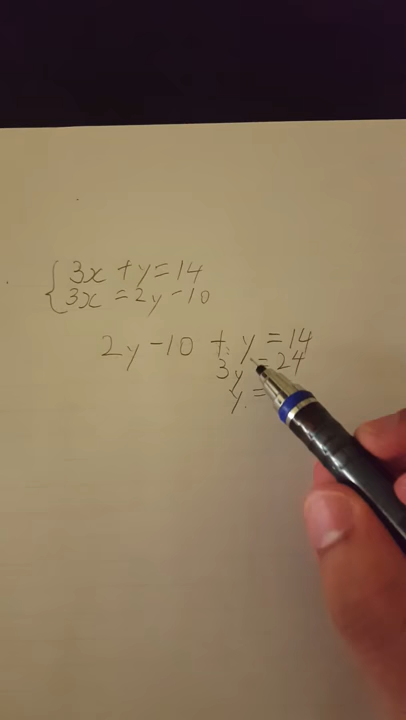 3x + y = 14
3x = 2y - 10
2y - 10 + y = 14
3y = 24
y =